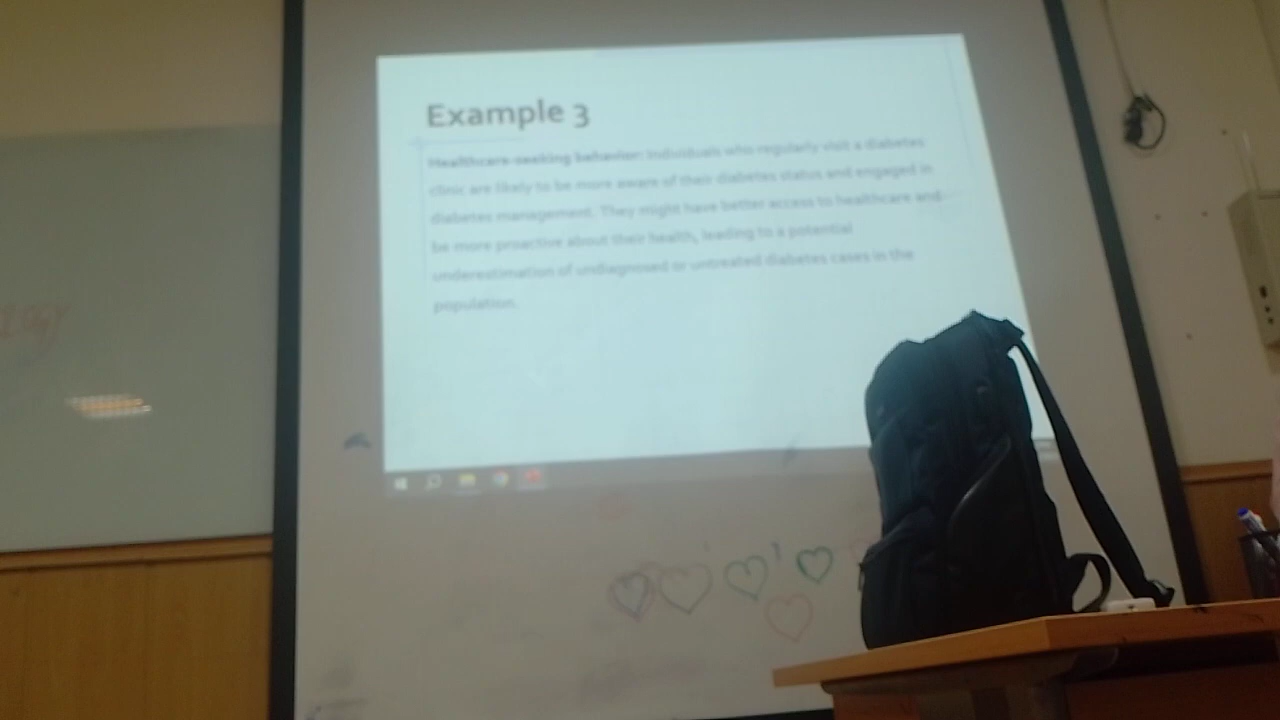 Example 3
Healthcare-seeking behavior: Individuals who regularly visit a diabetes
clinic are likely to be more aware of their diabetes status and engaged in
diabetes management. They might have better access to healthcare and
be more proactive about their health, leading to a potential
underestimation of undiagnosed or untreated diabetes cases in the
population.